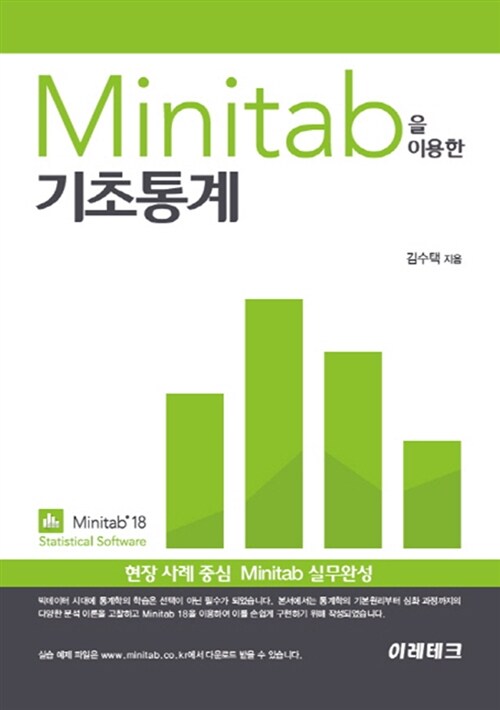 Minitab을
이용한
기초통계
김수택 지음
Minitab® 18
Statistical Software
현장 사례 중심 Minitab 실무완성
빅데이터 시대에 통계학의 학습은 선택이 아닌 필수가 되었습니다. 본서에서는 통계학의 기본원리부터 심화 과정까지의
다양한 분석 이론을 고찰하고 Minitab 18을 이용하여 이를 손쉽게 구현하기 위해 작성되었습니다.
실습 예제 파일은 www.minitab.co.kr에서 다운로드 받을 수 있습니다.
이레테크